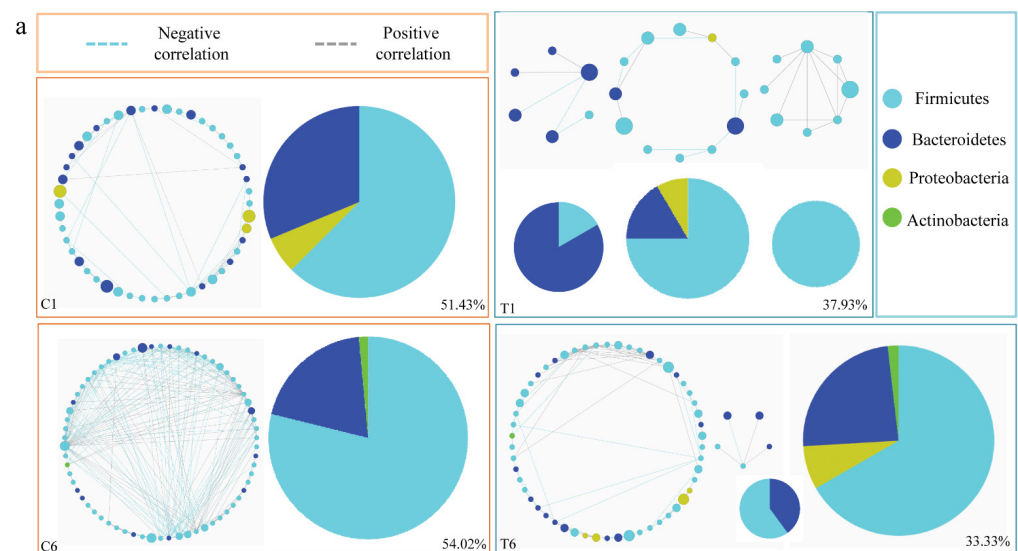 a
Negative
correlation
Positive
correlation
C1
51.43%
T1
37.93%
Firmicutes
Bacteroidetes
Proteobacteria
Actinobacteria
C6
54.02%
T6
33.33%